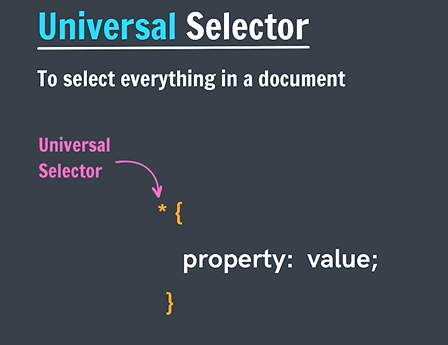 Universal Selector
To select everything in a document
Universal
Selector
* {
property: value;
}